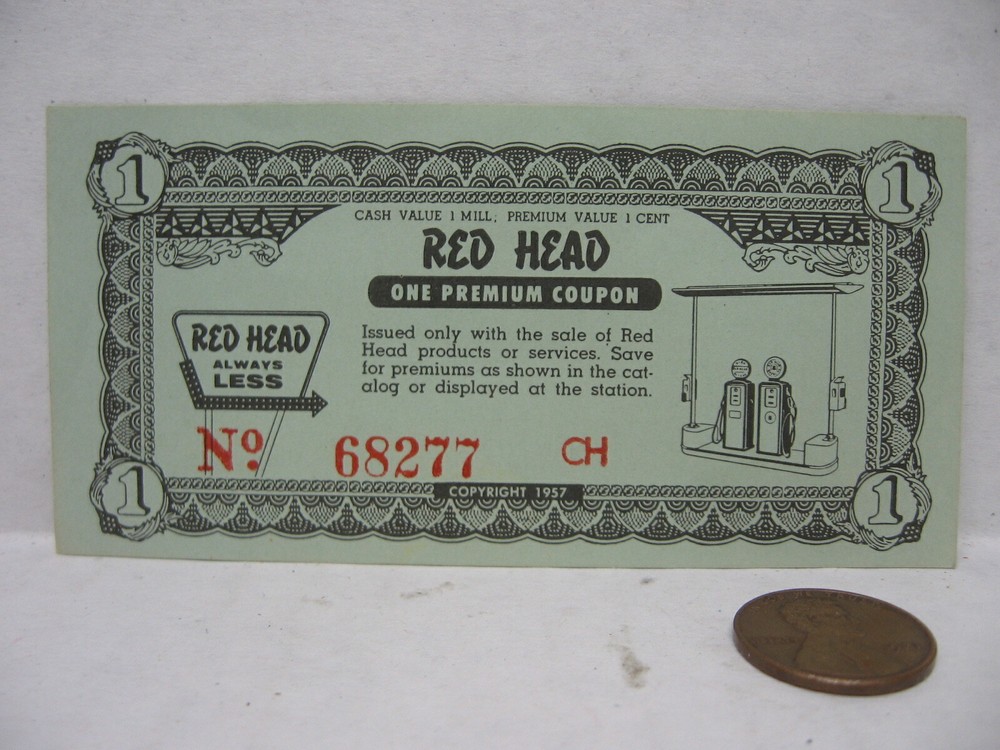 1
1
CASH VALUE 1 MILL; PREMIUM VALUE 1 CENT
RED HEAD
ONE PREMIUM COUPON
Issued only with the sale of Red
Head products or services. Save
for premiums as shown in the cat-
alog or displayed at the station.
RED HEAD
ALWAYS
LESS
Nº 68277 CH
1
COPYRIGHT 1957
1